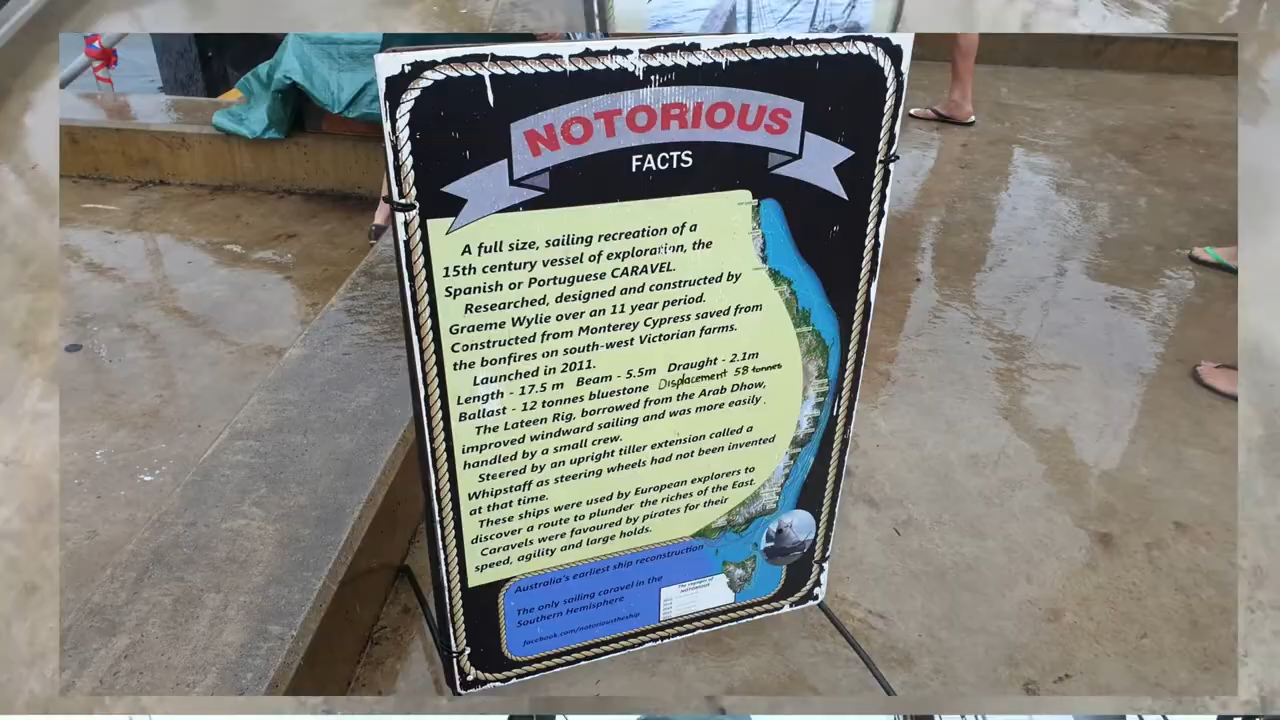 NOTORIOUS
FACTS
A full size, sailing recreation of a
15th century vessel of exploration, the
Spanish or Portuguese CARAVEL.
Researched, designed and constructed by
Graeme Wylie over an 11 year period.
Constructed from Monterey Cypress saved from
the bonfires on south-west Victorian farms.
Launched in 2011.
Length - 17.5 m Beam - 5.5m Draught - 2.1m
Ballast - 12 tonnes bluestone Displacement 58 tonnes
The Lateen Rig, borrowed from the Arab Dhow,
improved windward sailing and was more easily
handled by a small crew.
Steered by an upright tiller extension called a
Whipstaff as steering wheels had not been invented
at that time.
These ships were used by European explorers to
discover a route to plunder the riches of the East.
Caravels were favoured by pirates for their
speed, agility and large holds.
Australia's earliest ship reconstruction
The only sailing caravel in the
Southern Hemisphere
facebook.com/notorioustheship
The voyages of
NOTORIOUS